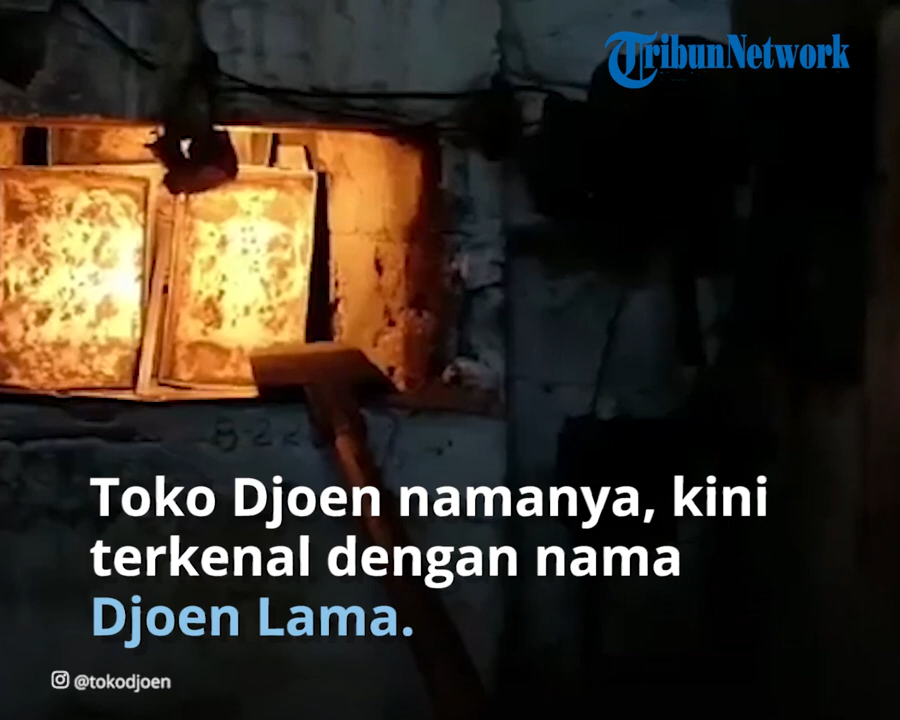 TribunNetwork
Toko Djoen namanya, kini
terkenal dengan nama
Djoen Lama.
@tokodjoen